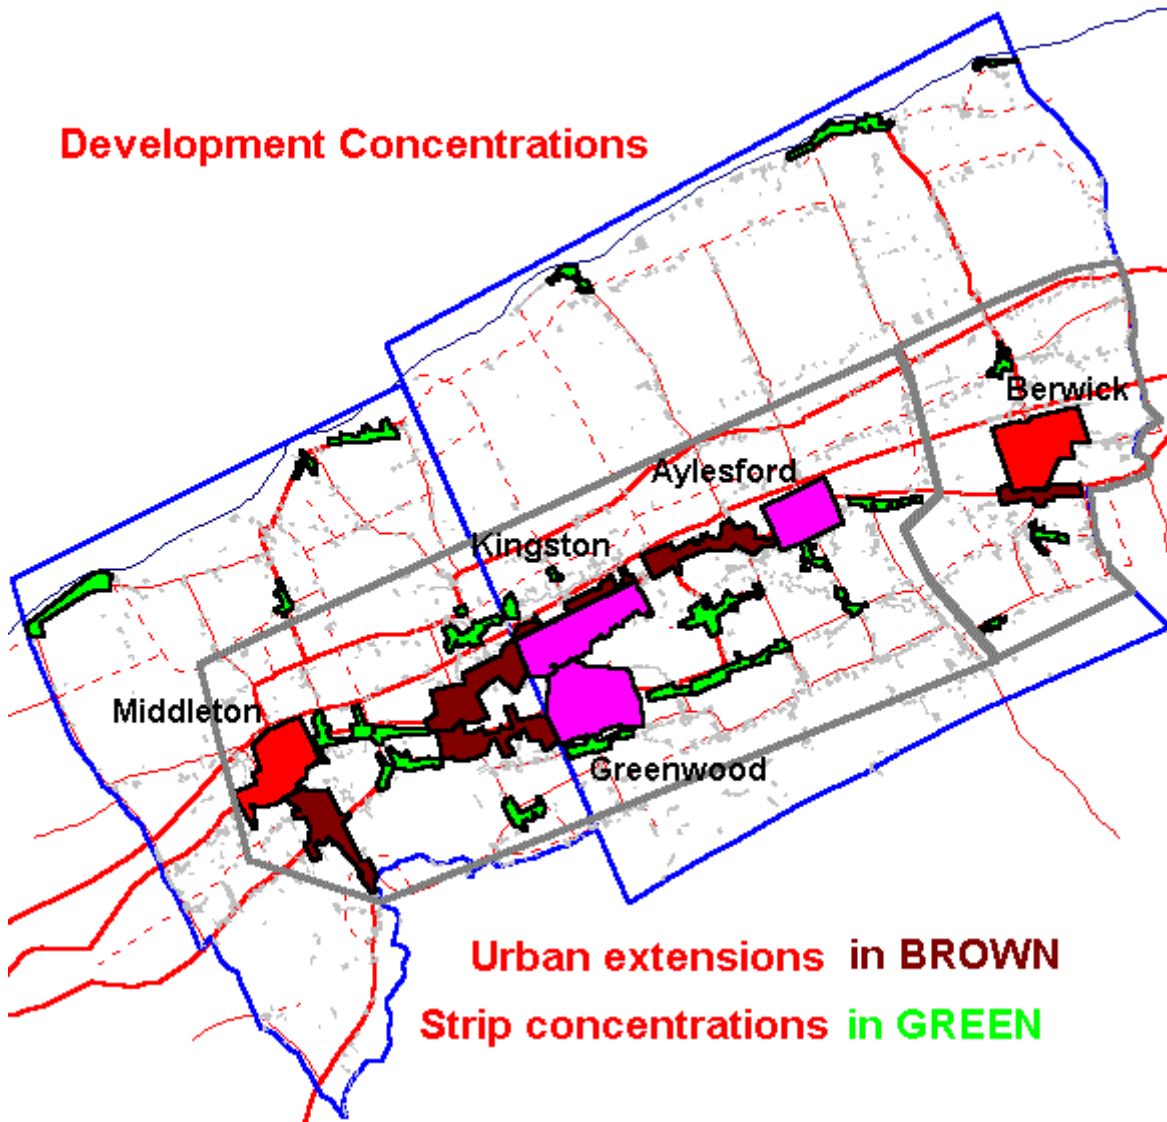 Development Concentrations
Berwick
Aylesford
Kingston
Middleton
Greenwood
Urban extensions in BROWN
Strip concentrations in GREEN